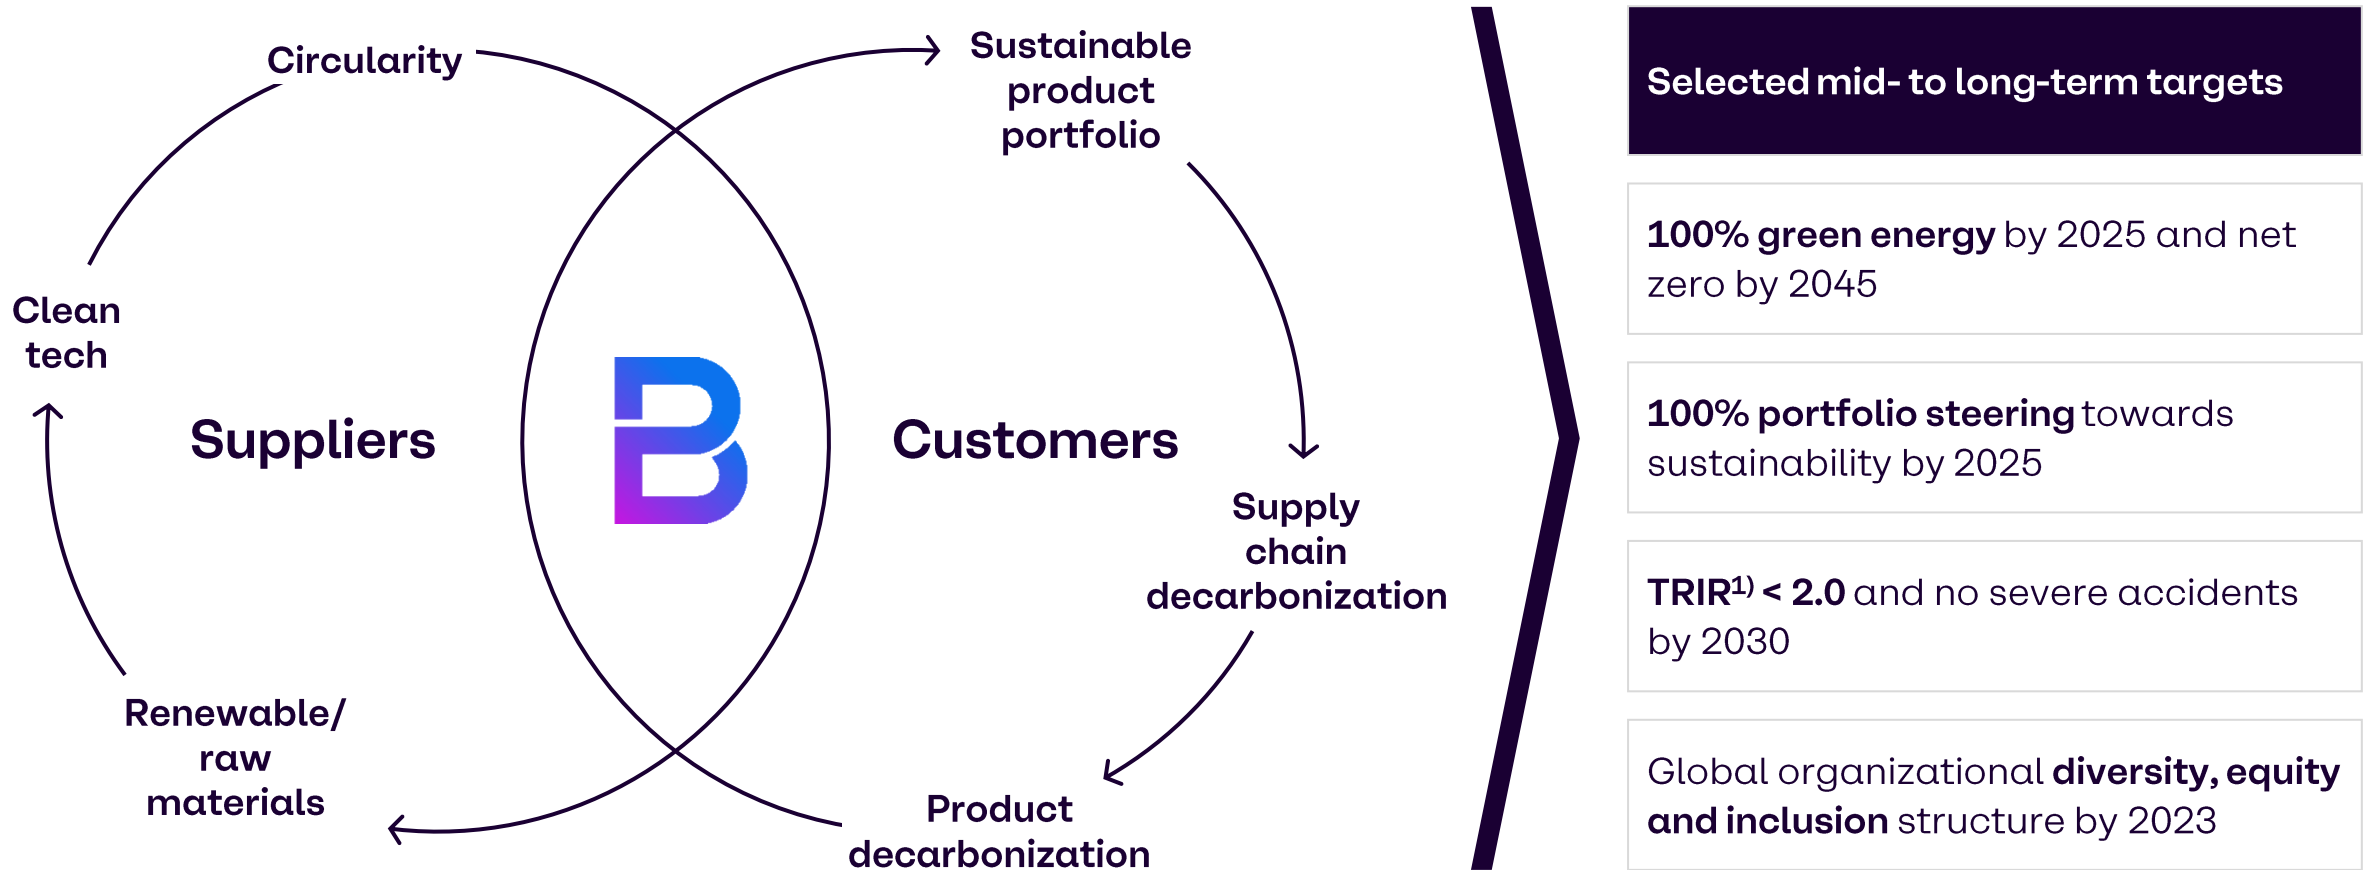 Circularity
Sustainable
product
portfolio
Clean
tech
Suppliers
Customers
Supply
chain
decarbonization
Renewable/
raw
materials
Product
decarbonization
Selected mid- to long-term targets
100% green energy by 2025 and net
zero by 2045
100% portfolio steering towards
sustainability by 2025
TRIR¹⁾ < 2.0 and no severe accidents
by 2030
Global organizational diversity, equity
and inclusion structure by 2023